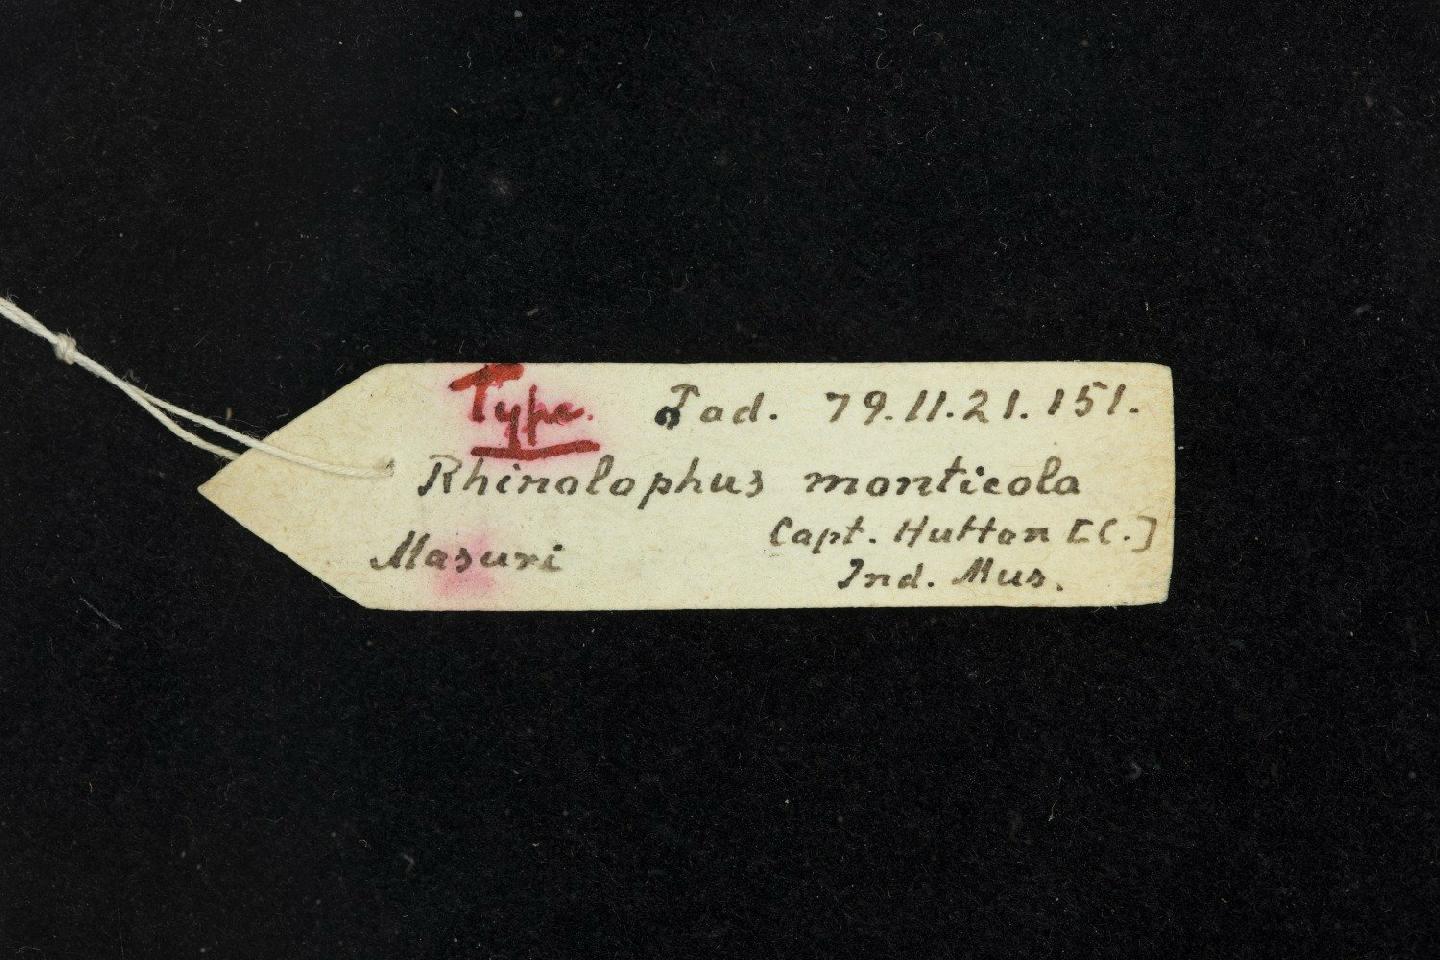 Type. ♂ ad. 79.11.21.151.
Rhinolophus monticola
Capt. Hutton [C.]
Masuri
Ind. Mus.